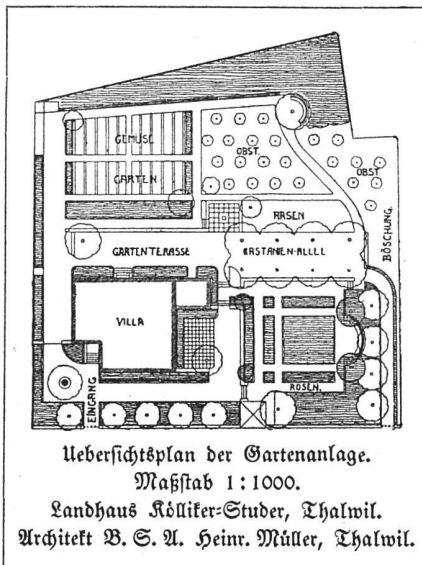 GEMÜSE
GARTEN
OBST.
OBST
RASEN
BÖSCHUNG.
GARTENTERASSE
KASTANIEN-ALLEE
VILLA
EINGANG
ROSEN.
Uebersichtsplan der Gartenanlage.
Maßstab 1:1000.
Landhaus Kölliker-Studer, Thalwil.
Architekt B. S. A. Heinr. Müller, Thalwil.